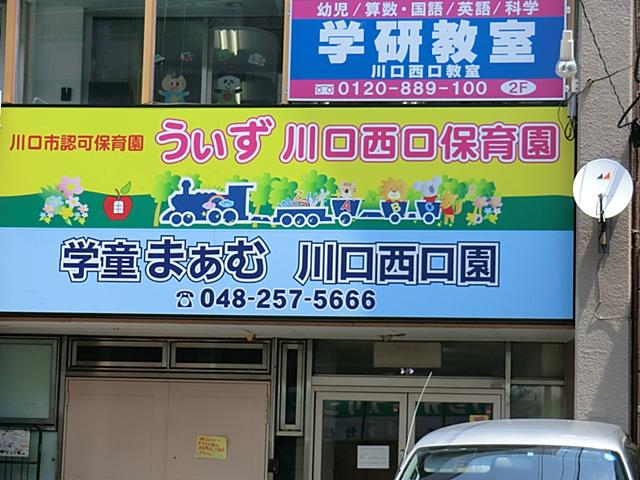 幼児/算数・国語/英語/科学
学研教室
川口西口教室
0120-889-100 2F
川口市認可保育園 うぃず 川口西口保育園
A B
学童 まぁむ 川口西口園
☎ 048-257-5666